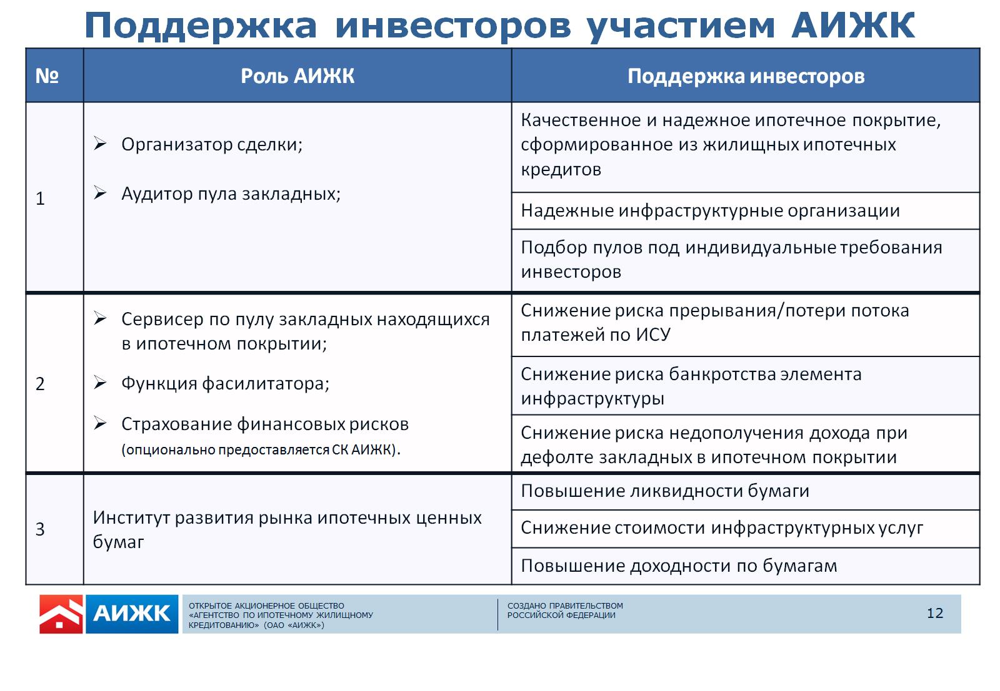 Поддержка инвесторов участием АИЖК
№
Роль АИЖК
Поддержка инвесторов
1
Организатор сделки;
Аудитор пула закладных;
Качественное и надежное ипотечное покрытие,
сформированное из жилищных ипотечных
кредитов
Надежные инфраструктурные организации
Подбор пулов под индивидуальные требования
инвесторов
2
Сервисер по пулу закладных находящихся
в ипотечном покрытии;
Функция фасилитатора;
Страхование финансовых рисков
(опционально предоставляется СК АИЖК).
Снижение риска прерывания/потери потока
платежей по ИСУ
Снижение риска банкротства элемента
инфраструктуры
Снижение риска недополучения дохода при
дефолте закладных в ипотечном покрытии
3
Институт развития рынка ипотечных ценных
бумаг
Повышение ликвидности бумаги
Снижение стоимости инфраструктурных услуг
Повышение доходности по бумагам
АИЖК
ОТКРЫТОЕ АКЦИОНЕРНОЕ ОБЩЕСТВО
«АГЕНТСТВО ПО ИПОТЕЧНОМУ ЖИЛИЩНОМУ
КРЕДИТОВАНИЮ» (ОАО «АИЖК»)
СОЗДАНО ПРАВИТЕЛЬСТВОМ
РОССИЙСКОЙ ФЕДЕРАЦИИ
12